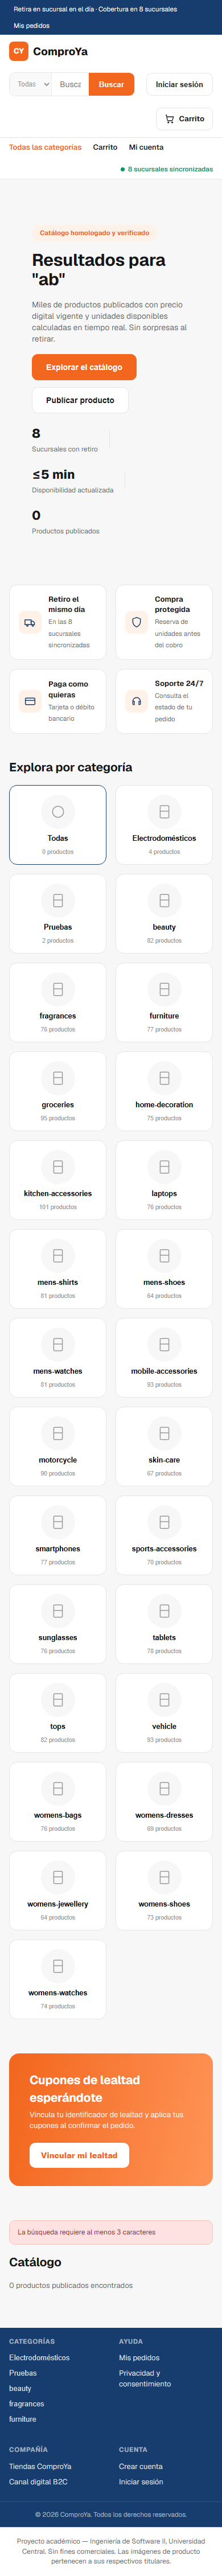 Retira en sucursal en el día · Cobertura en 8 sucursales
Mis pedidos
CY ComproYa
Todas
Busca
Buscar
Iniciar sesión
Carrito
Todas las categorías
Carrito
Mi cuenta
8 sucursales sincronizadas
Catálogo homologado y verificado
Resultados para
"ab"
Miles de productos publicados con precio
digital vigente y unidades disponibles
calculadas en tiempo real. Sin sorpresas al
retirar.
Explorar el catálogo
Publicar producto
8
Sucursales con retiro
≤5 min
Disponibilidad actualizada
0
Productos publicados
Retiro el
mismo día
En las 8
sucursales
sincronizadas
Compra
protegida
Reserva de
unidades antes
del cobro
Paga como
quieras
Tarjeta o débito
bancario
Soporte 24/7
Consulta el
estado de tu
pedido
Explora por categoría
Todas
0 productos
Electrodomésticos
4 productos
Pruebas
2 productos
beauty
82 productos
fragrances
76 productos
furniture
77 productos
groceries
95 productos
home-decoration
75 productos
kitchen-accessories
101 productos
laptops
76 productos
mens-shirts
81 productos
mens-shoes
64 productos
mens-watches
81 productos
mobile-accessories
93 productos
motorcycle
90 productos
skin-care
67 productos
smartphones
77 productos
sports-accessories
70 productos
sunglasses
76 productos
tablets
78 productos
tops
82 productos
vehicle
93 productos
womens-bags
76 productos
womens-dresses
69 productos
womens-jewellery
64 productos
womens-shoes
73 productos
womens-watches
74 productos
Cupones de lealtad
esperándote
Vincula tu identificador de lealtad y aplica tus
cupones al confirmar el pedido.
Vincular mi lealtad
La búsqueda requiere al menos 3 caracteres
Catálogo
0 productos publicados encontrados
CATEGORÍAS
Electrodomésticos
Pruebas
beauty
fragrances
furniture
AYUDA
Mis pedidos
Privacidad y
consentimiento
COMPAÑÍA
Tiendas ComproYa
Canal digital B2C
CUENTA
Crear cuenta
Iniciar sesión
© 2026 ComproYa. Todos los derechos reservados.
Proyecto académico — Ingeniería de Software II, Universidad
Central. Sin fines comerciales. Las imágenes de producto
pertenecen a sus respectivos titulares.